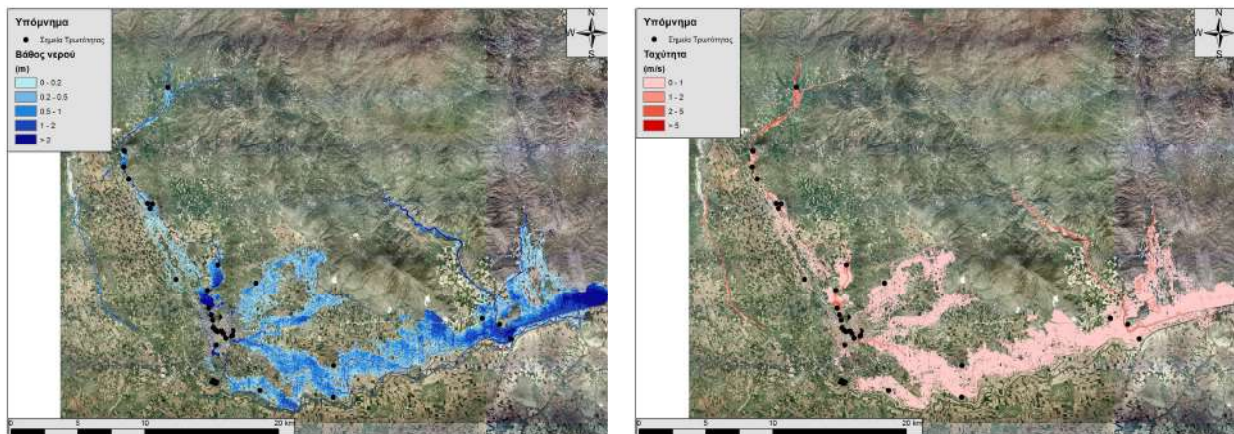 Υπόμνημα
Σημεία Τρωτότητας
Βάθος νερού
(m)
0 - 0.2
0.2 - 0.5
0.5 - 1
1 - 2
> 2
N
W E
S
0 5 10 20 km
Υπόμνημα
Σημεία Τρωτότητας
Ταχύτητα
(m/s)
0 - 1
1 - 2
2 - 5
> 5
N
W E
S
0 5 10 20 km